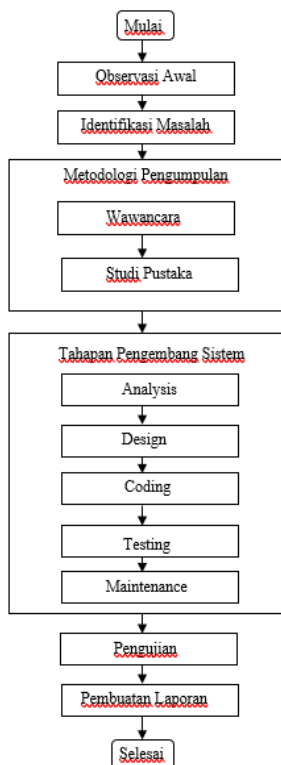 Mulai
Observasi Awal
Identifikasi Masalah
Metodologi Pengumpulan
Wawancara
Studi Pustaka
Tahapan Pengembang Sistem
Analysis
Design
Coding
Testing
Maintenance
Pengujian
Pembuatan Laporan
Selesai